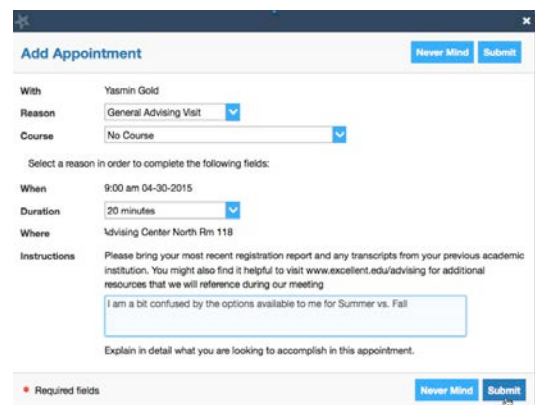 Add Appointment
Never Mind Submit
With Yasmin Gold
Reason General Advising Visit
Course No Course
Select a reason in order to complete the following fields:
When 9:00 am 04-30-2015
Duration 20 minutes
Where Advising Center North Rm 118
Instructions Please bring your most recent registration report and any transcripts from your previous academic
institution. You might also find it helpful to visit www.excellent.edu/advising for additional
resources that we will reference during our meeting
I am a bit confused by the options available to me for Summer vs. Fall
Explain in detail what you are looking to accomplish in this appointment.
* Required fields Never Mind Submit